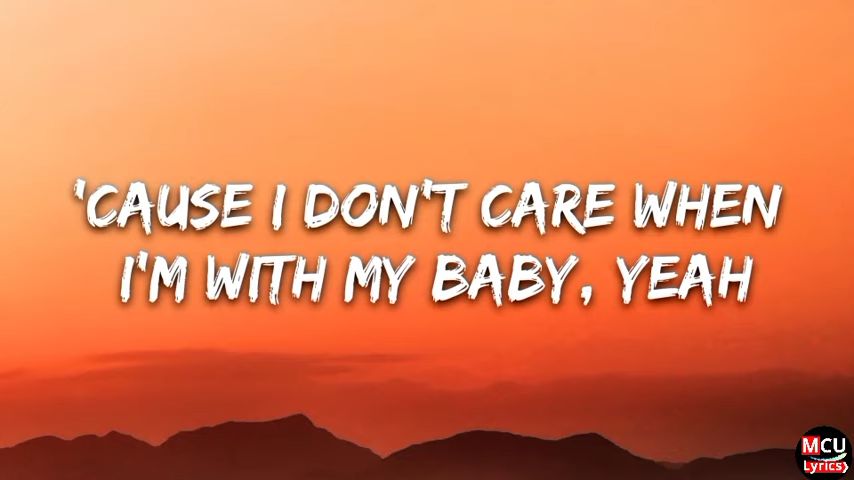 'CAUSE I DON'T CARE WHEN
I'M WITH MY BABY, YEAH
MCU
Lyrics